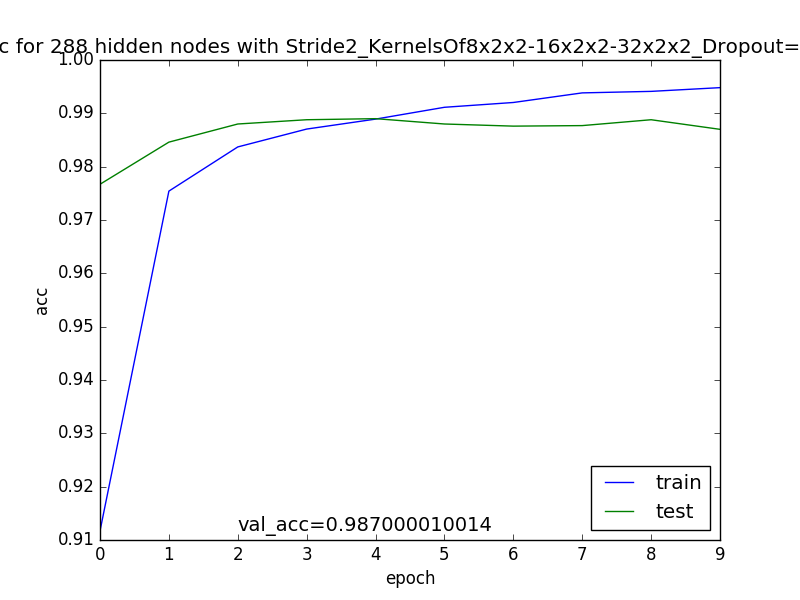 c for 288 hidden nodes with Stride2_KernelsOf8x2x2-16x2x2-32x2x2_Dropout=
1.00
0.99
0.98
0.97
0.96
0.95
0.94
0.93
0.92
0.91
acc
val_acc=0.987000010014
train
test
0 1 2 3 4 5 6 7 8 9
epoch